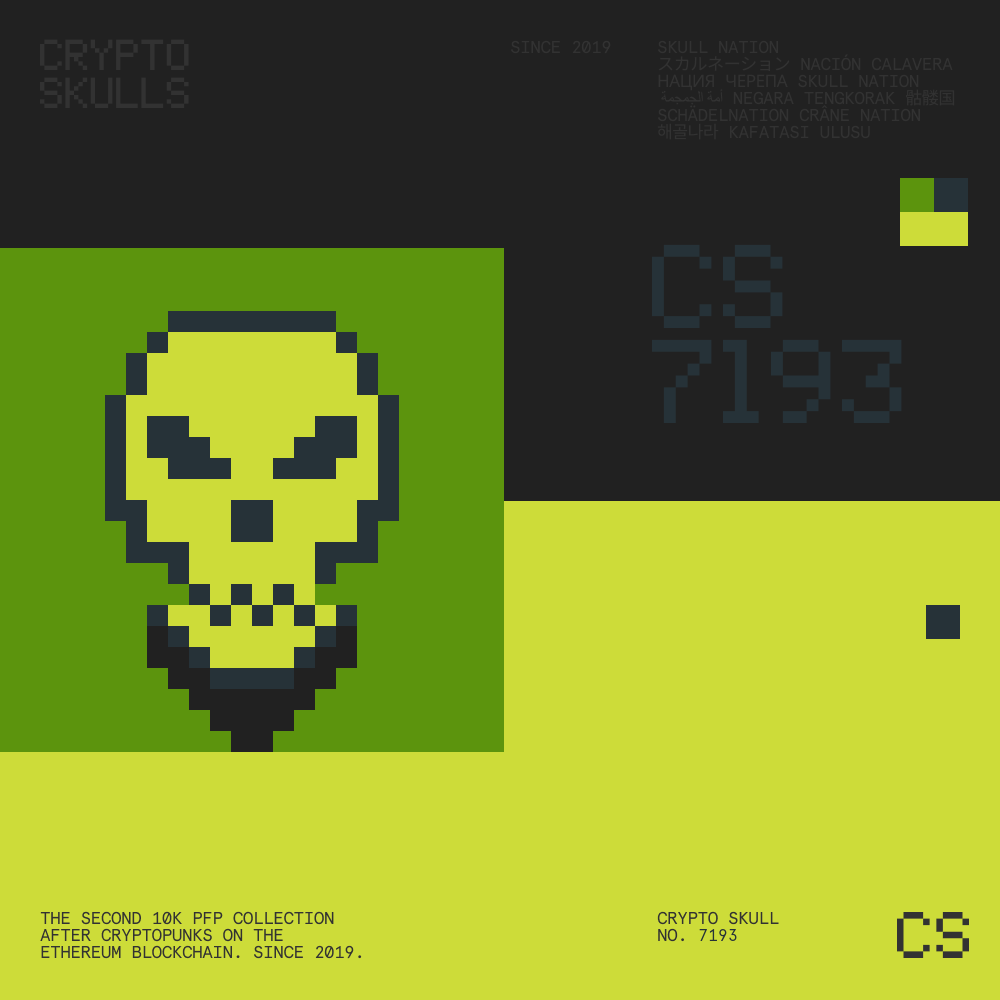 CRYPTO
SKULLS
SINCE 2019
SKULL NATION
スカルネーション NACIÓN CALAVERA
НАЦИЯ ЧЕРЕПА SKULL NATION
أمة الجمجمة NEGARA TENGKORAK 骷髅国
SCHÄDELNATION CRÂNE NATION
해골나라 KAFATASI ULUSU
CS
7193
THE SECOND 10K PFP COLLECTION
AFTER CRYPTOPUNKS ON THE
ETHEREUM BLOCKCHAIN. SINCE 2019.
CRYPTO SKULL
NO. 7193
CS